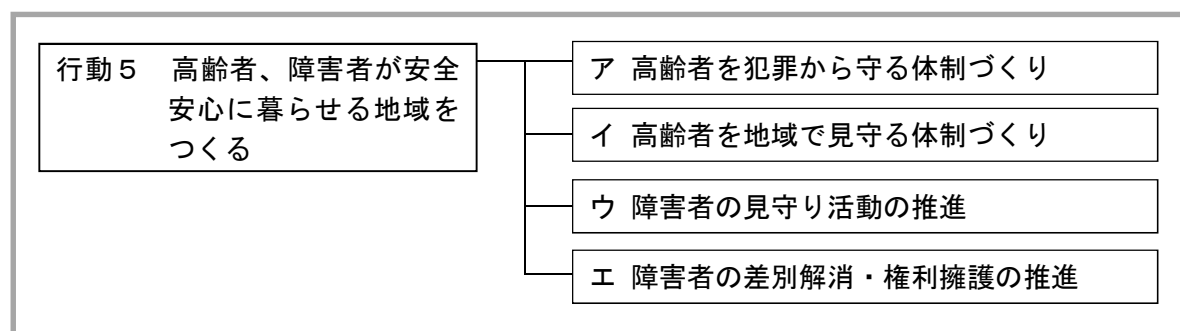 行動５　高齢者、障害者が安全
安心に暮らせる地域を
つくる
ア 高齢者を犯罪から守る体制づくり
イ 高齢者を地域で見守る体制づくり
ウ 障害者の見守り活動の推進
エ 障害者の差別解消・権利擁護の推進